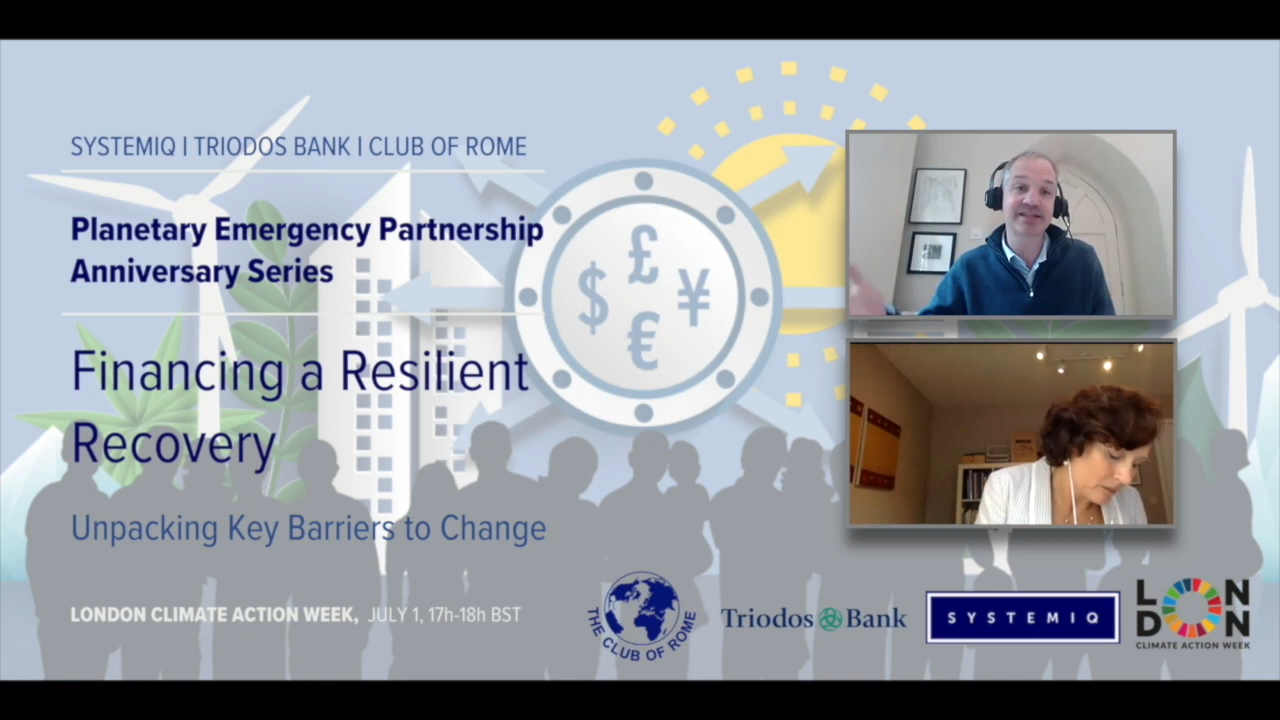 SYSTEMIQ | TRIODOS BANK | CLUB OF ROME
Planetary Emergency Partnership
Anniversary Series
Financing a Resilient
Recovery
Unpacking Key Barriers to Change
LONDON CLIMATE ACTION WEEK, JULY 1, 17h-18h BST
$ £ ¥ €
THE CLUB OF ROME
Triodos Bank
SYSTEMIQ
LON
DON
CLIMATE ACTION WEEK